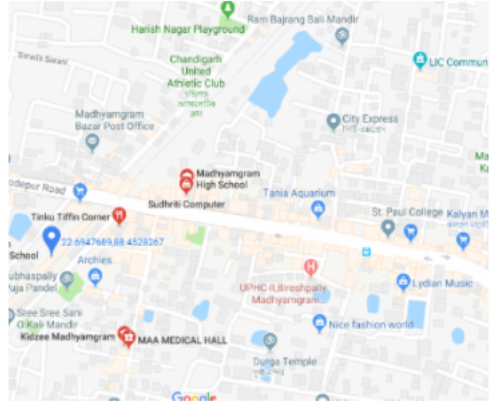 Harish Nagar Playground
Ram Bajrang Bali Mandir
Sarada Sarani
Chandigarh
United
Athletic Club
LIC Commun
Madhyamgram
Bazar Post Office
City Express
Ma
Madhyamgram
High School
odepur Road
Sudhriti Computer
Tania Aquarium
St. Paul College
Kalyan M
Tinku Tiffin Corner
22.6947689,88.4528267
School
Archies
ubhaspally
Puja Pandel
UPHC-II,Bireshpally,
Madhyamgram...
Lydian Music
Sree Sree Sani
O Kali Mandir
Nice fashion world
Kidzee Madhyamgram
MAA MEDICAL HALL
Durga Temple
Google